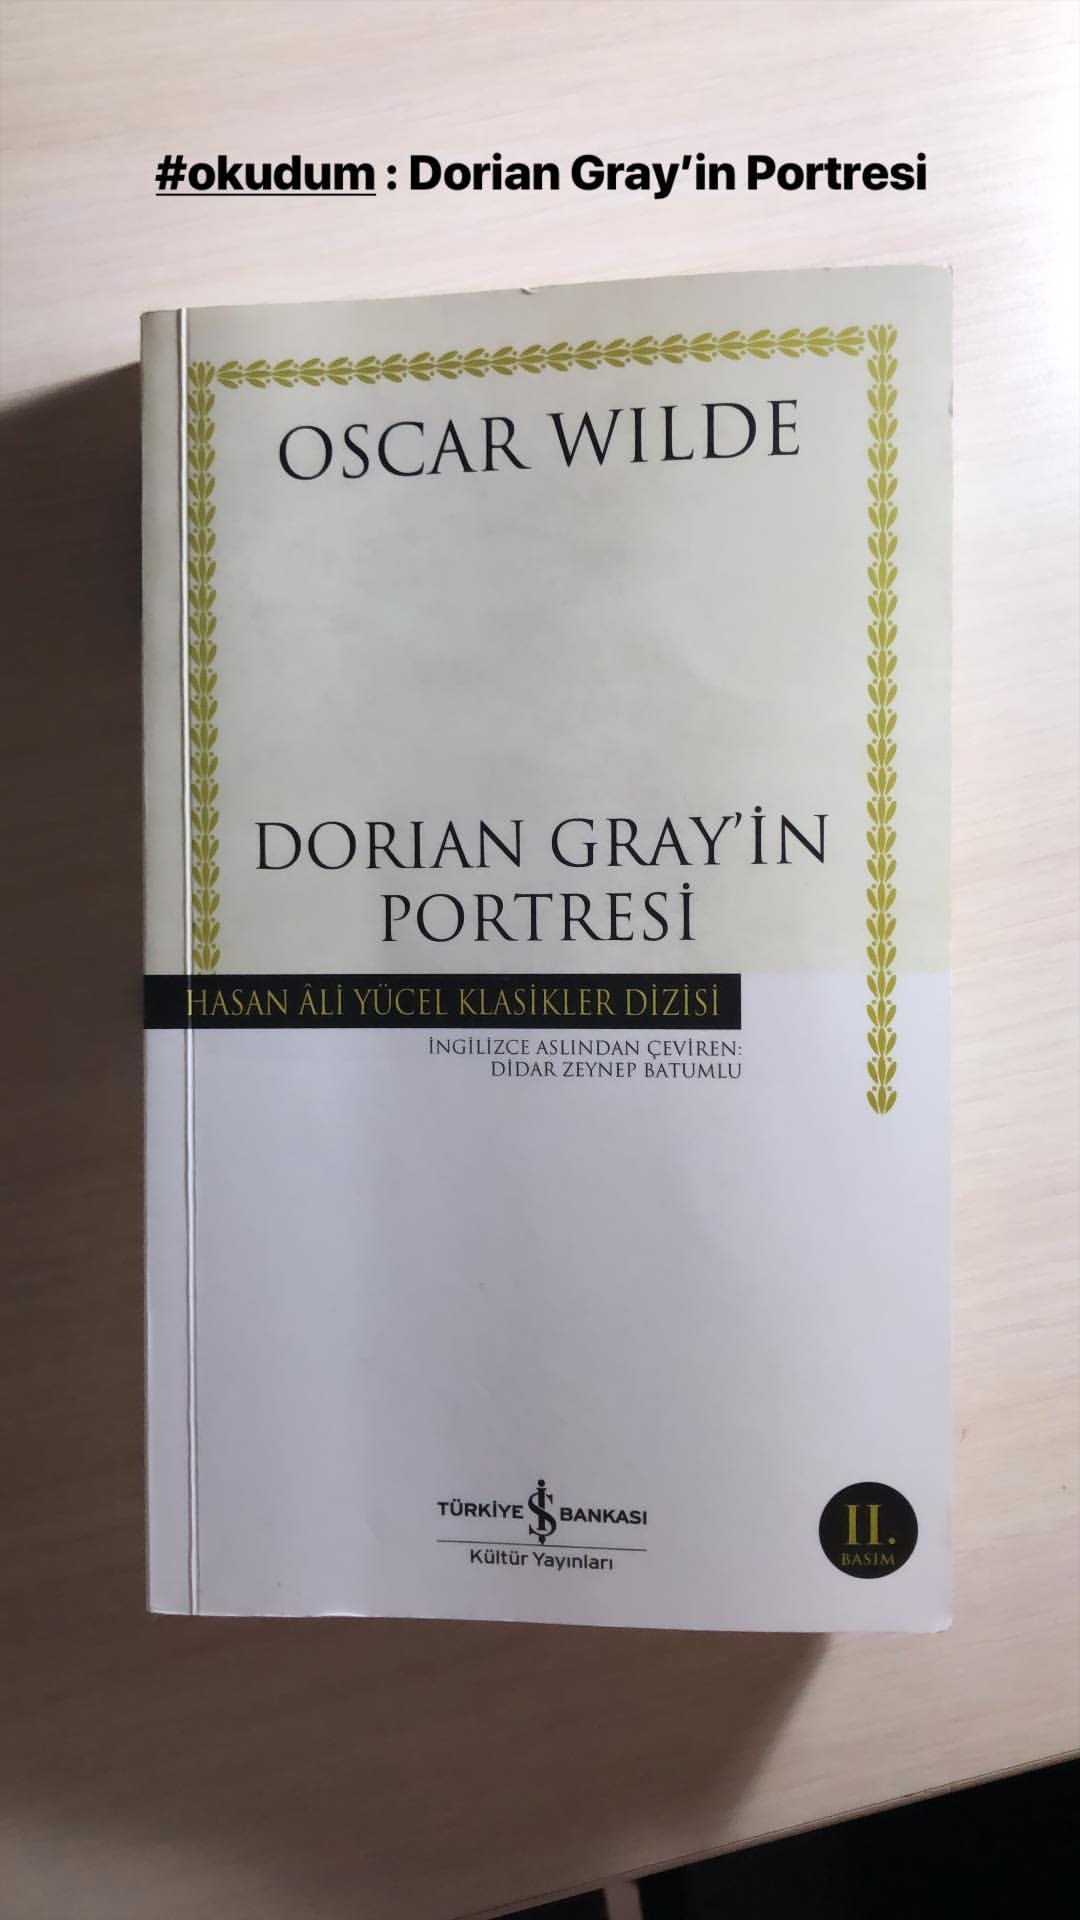 #okudum : Dorian Gray’in Portresi
OSCAR WILDE
DORIAN GRAY’İN
PORTRESİ
HASAN ÂLİ YÜCEL KLASİKLER DİZİSİ
İNGİLİZCE ASLINDAN ÇEVİREN:
DİDAR ZEYNEP BATUMLU
TÜRKİYE İŞ BANKASI
Kültür Yayınları
II.
BASIM